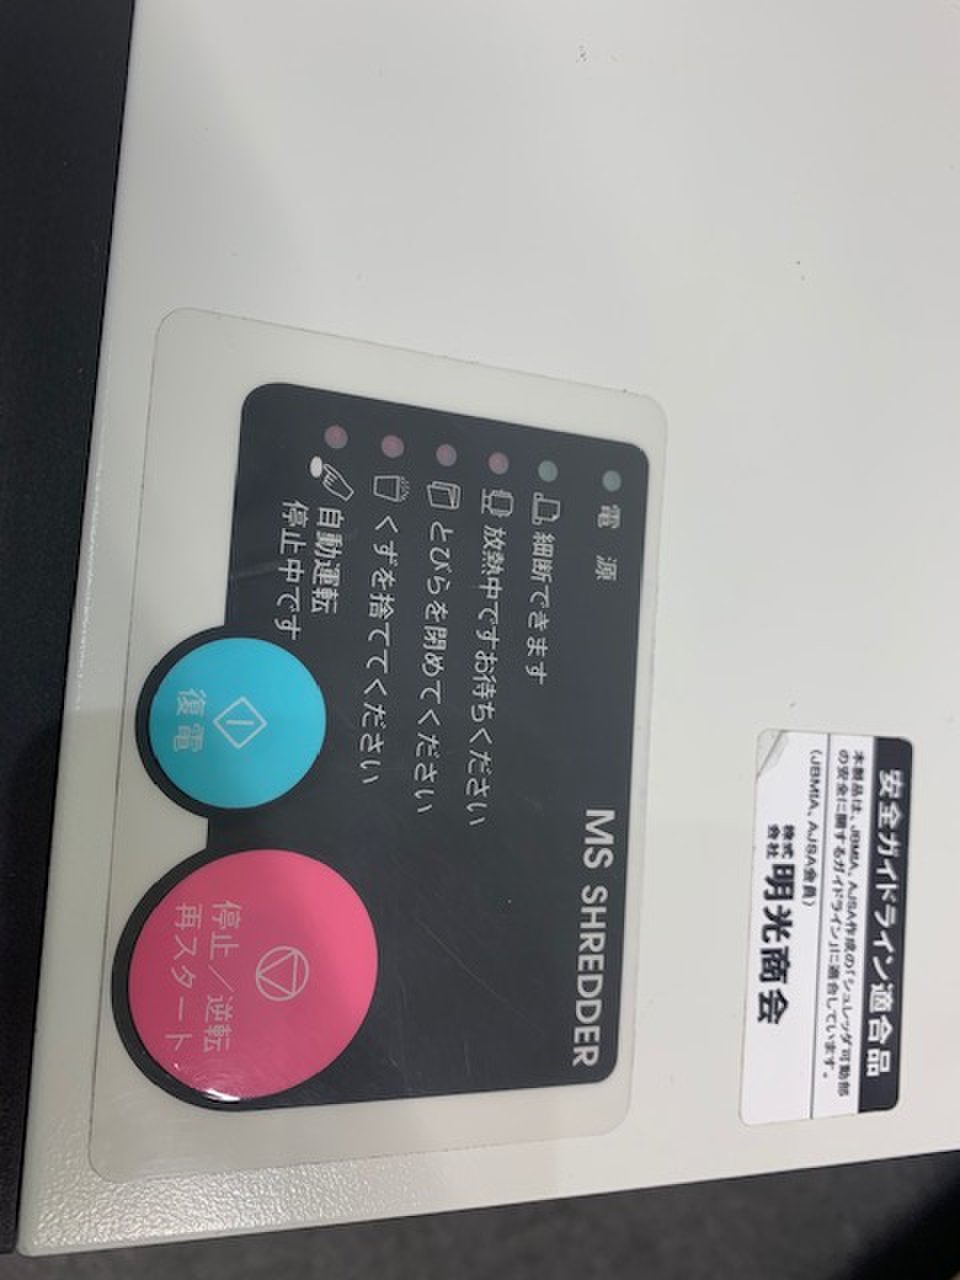 MS SHREDDER
電源
細断できます
放熱中ですお待ちください
とびらを閉めてください
くずを捨ててください
自動運転
停止中です
復電
停止／逆転
再スタート
安全ガイドライン適合品
本製品は、JBMIA、AJSA作成の「シュレッダ可動部
の安全に関するガイドライン」に適合しています。
(JBMIA、AJSA会員)
株式会社 明光商会